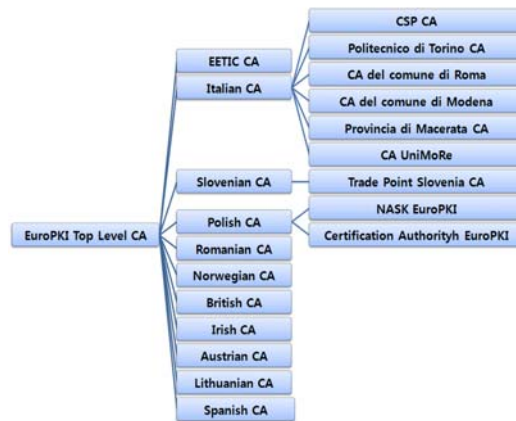 EuroPKI Top Level CA
EETIC CA
Italian CA
CSP CA
Politecnico di Torino CA
CA del comune di Roma
CA del comune di Modena
Provincia di Macerata CA
CA UniMoRe
Slovenian CA
Trade Point Slovenia CA
Polish CA
NASK EuroPKI
Certification Authorityh EuroPKI
Romanian CA
Norwegian CA
British CA
Irish CA
Austrian CA
Lithuanian CA
Spanish CA